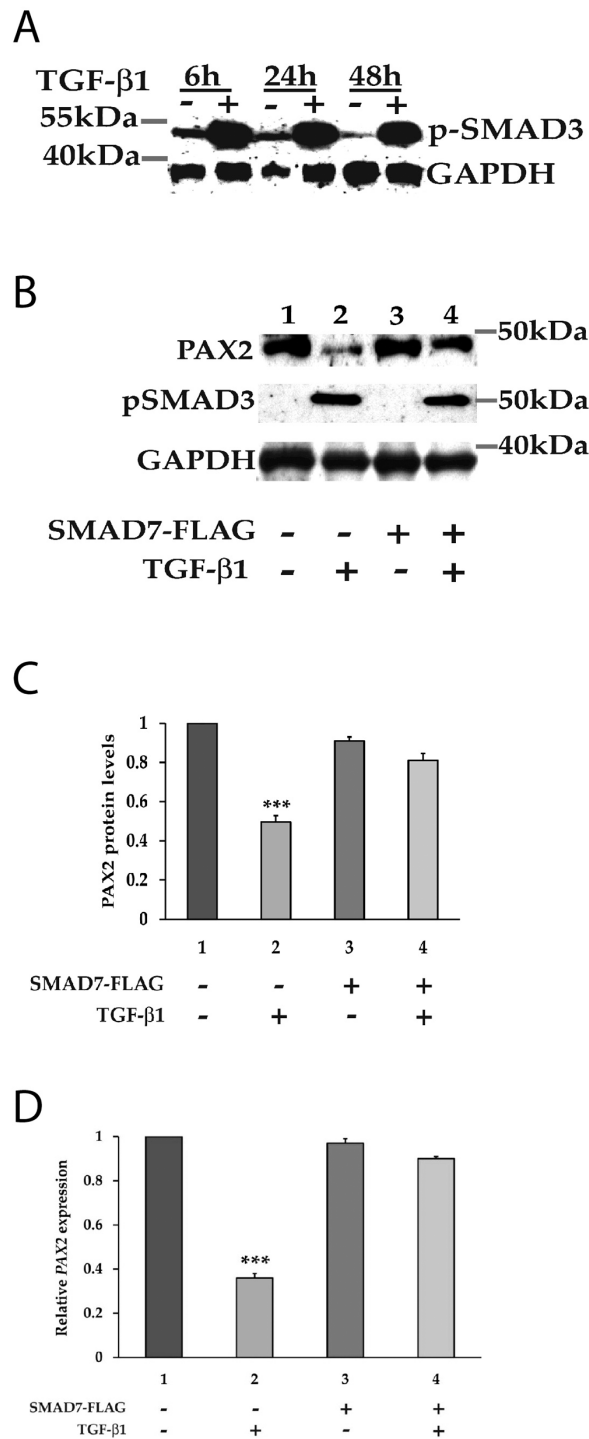 A
TGF-β1 6h 24h 48h
- + - + - +
55kDa
p-SMAD3
40kDa
GAPDH
B
1 2 3 4
50kDa
PAX2
pSMAD3 50kDa
40kDa
GAPDH
SMAD7-FLAG - - + +
TGF-β1 - + - +
C
PAX2 protein levels
1
0.8
0.6
0.4
0.2
0
***
1 2 3 4
SMAD7-FLAG - - + +
TGF-β1 - + - +
D
Relative PAX2 expression
1
0.8
0.6
0.4
0.2
0
***
1 2 3 4
SMAD7-FLAG - - + +
TGF-β1 - + - +